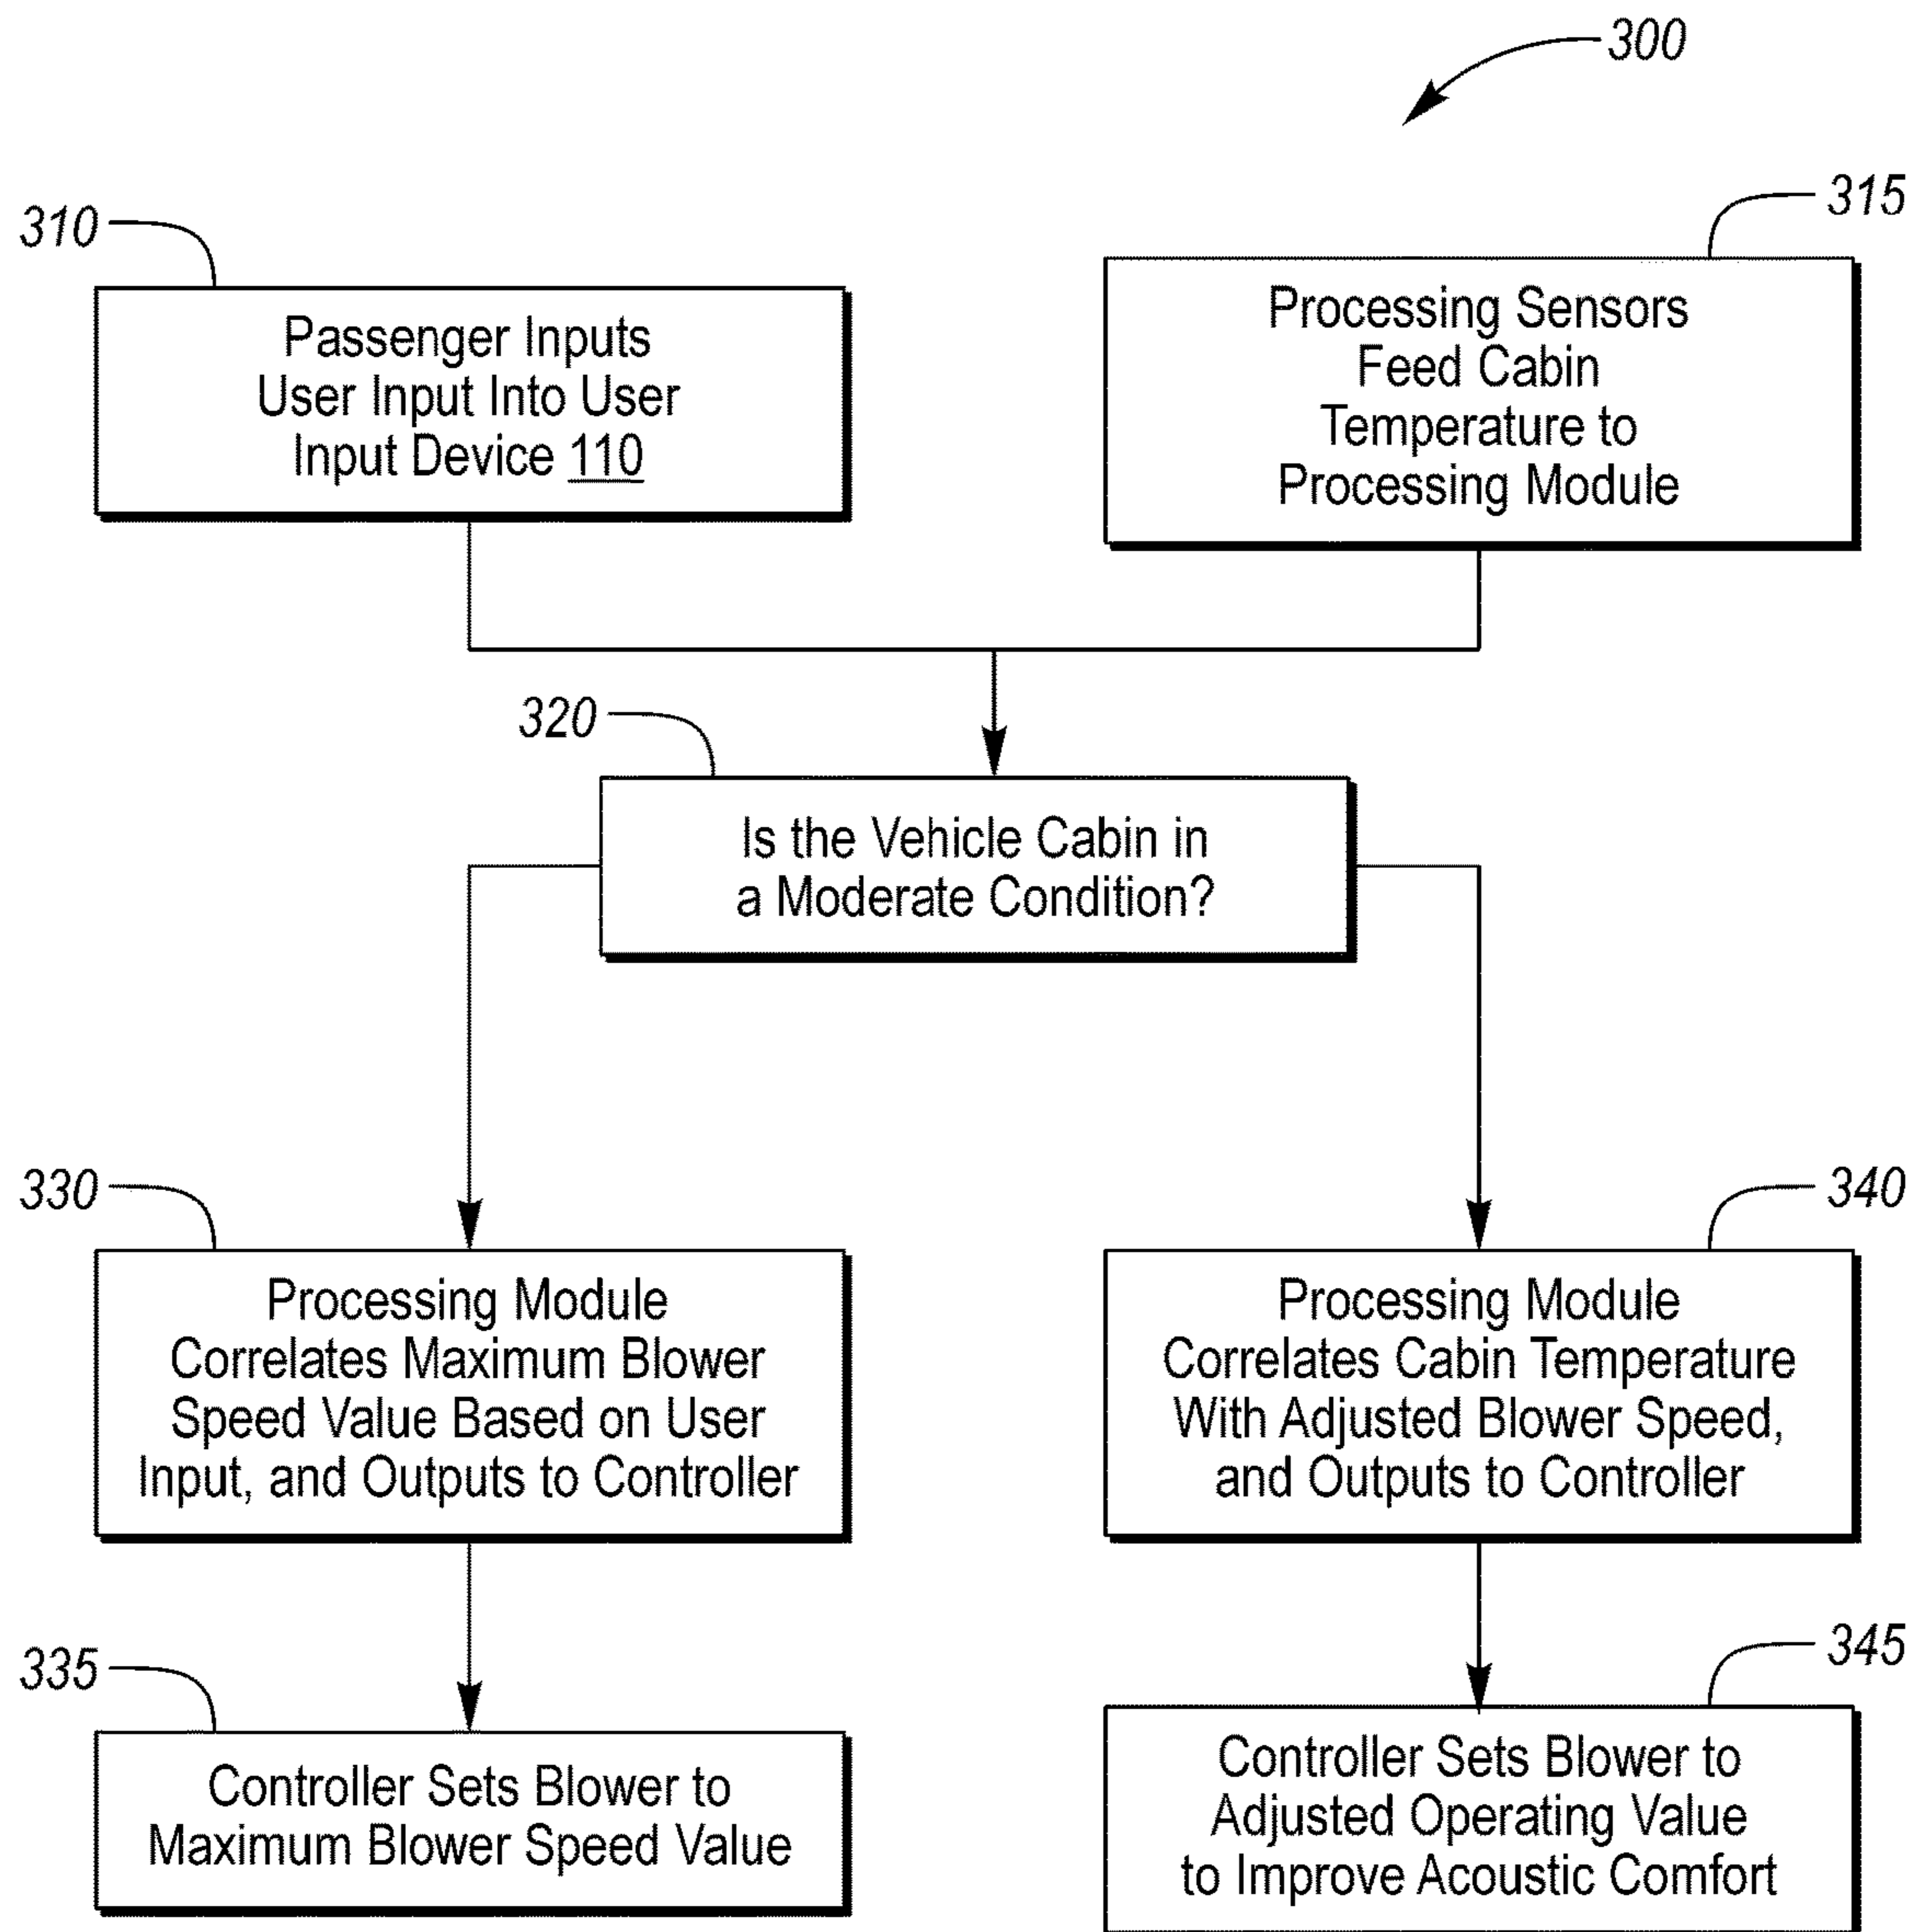 300
310
Passenger Inputs
User Input Into User
Input Device 110
315
Processing Sensors
Feed Cabin
Temperature to
Processing Module
320
Is the Vehicle Cabin in
a Moderate Condition?
330
Processing Module
Correlates Maximum Blower
Speed Value Based on User
Input, and Outputs to Controller
340
Processing Module
Correlates Cabin Temperature
With Adjusted Blower Speed,
and Outputs to Controller
335
Controller Sets Blower to
Maximum Blower Speed Value
345
Controller Sets Blower to
Adjusted Operating Value
to Improve Acoustic Comfort